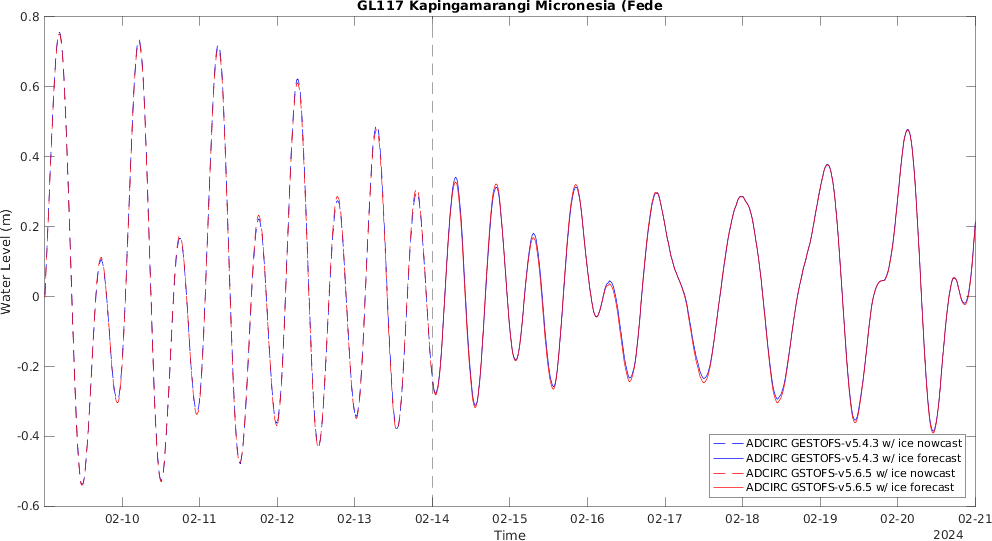 GL117 Kapingamarangi Micronesia (Fede
Water Level (m)
0.8
0.6
0.4
0.2
0
-0.2
-0.4
-0.6
ADCIRC GESTOFS-v5.4.3 w/ ice nowcast
ADCIRC GESTOFS-v5.4.3 w/ ice forecast
ADCIRC GSTOFS-v5.6.5 w/ ice nowcast
ADCIRC GSTOFS-v5.6.5 w/ ice forecast
02-10 02-11 02-12 02-13 02-14 02-15 02-16 02-17 02-18 02-19 02-20 02-21
Time
2024